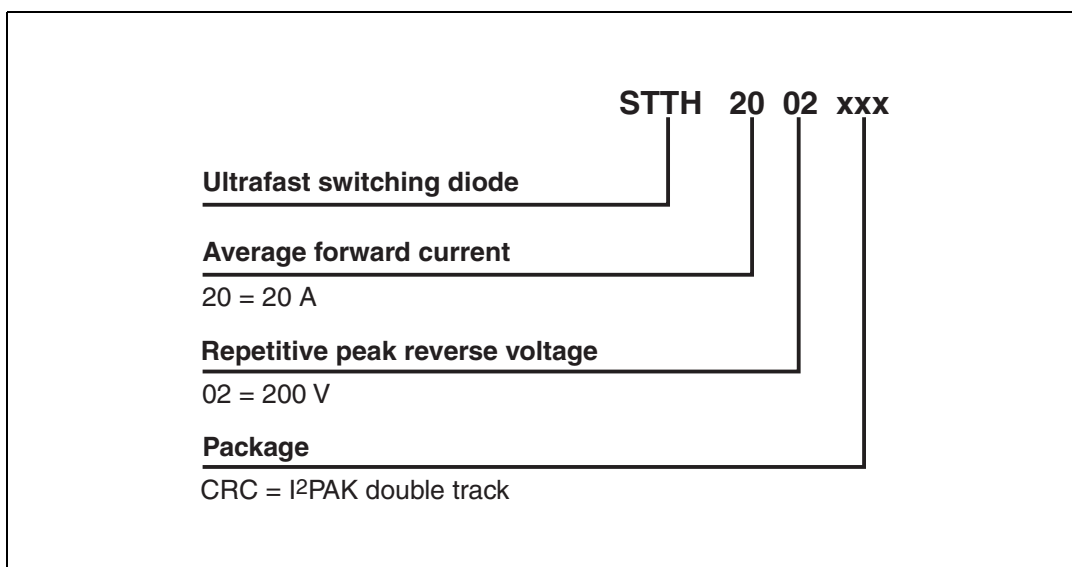 STTH 20 02 xxx
Ultrafast switching diode
Average forward current
20 = 20 A
Repetitive peak reverse voltage
02 = 200 V
Package
CRC = I²PAK double track